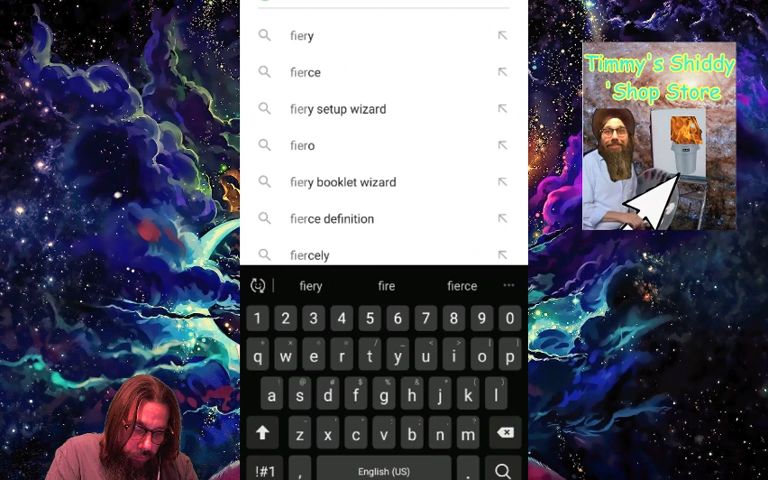 Timmy's Shiddy
'Shop Store
fiery
fierce
fiery setup wizard
fiero
fiery booklet wizard
fierce definition
fiercely
fiery fire fierce ...
1 2 3 4 5 6 7 8 9 0
q w e r t y u i o p
a s d f g h j k l
z x c v b n m
!#1 , English (US) .